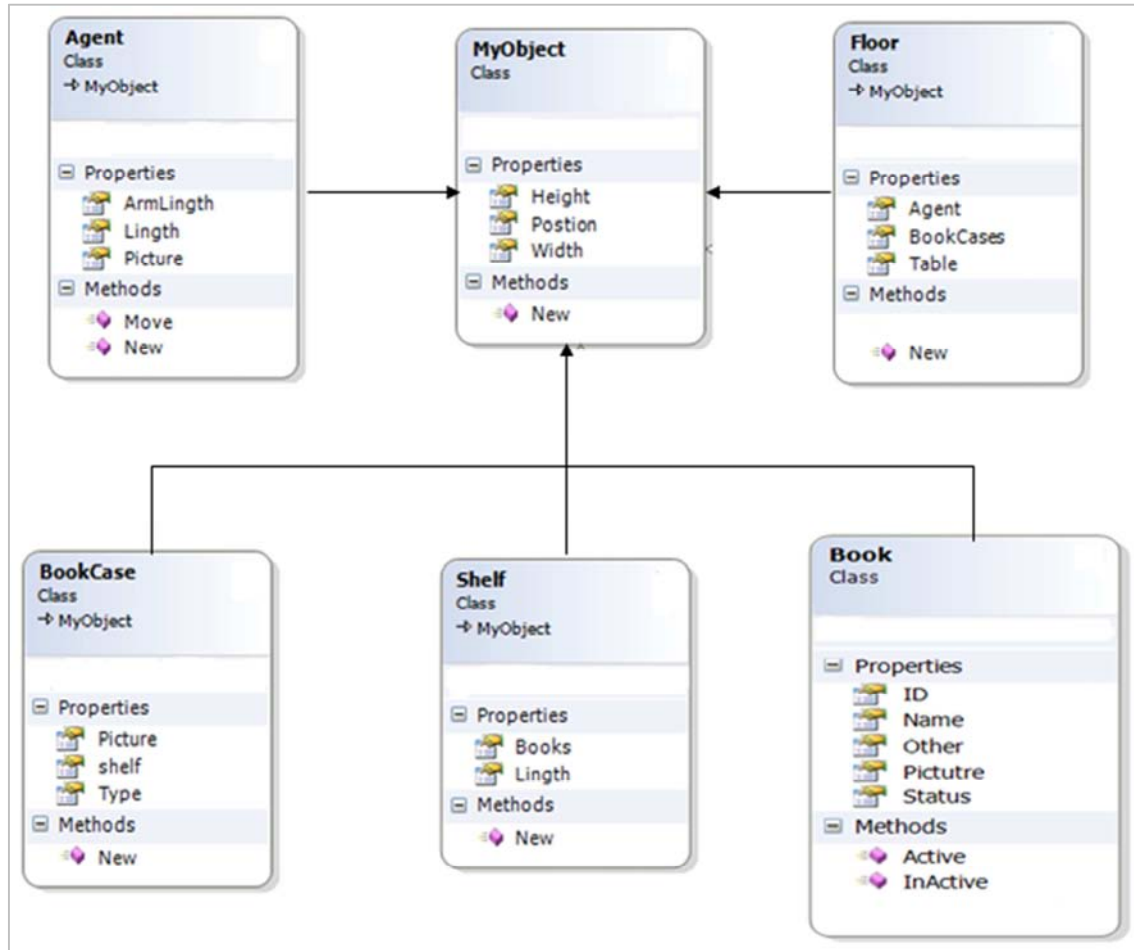 Agent
Class
MyObject
Properties
ArmLingth
Lingth
Picture
Methods
Move
New
MyObject
Class
Properties
Height
Postion
Width
Methods
New
Floor
Class
MyObject
Properties
Agent
BookCases
Table
Methods
New
BookCase
Class
MyObject
Properties
Picture
shelf
Type
Methods
New
Shelf
Class
MyObject
Properties
Books
Lingth
Methods
New
Book
Class
Properties
ID
Name
Other
Pictutre
Status
Methods
Active
InActive